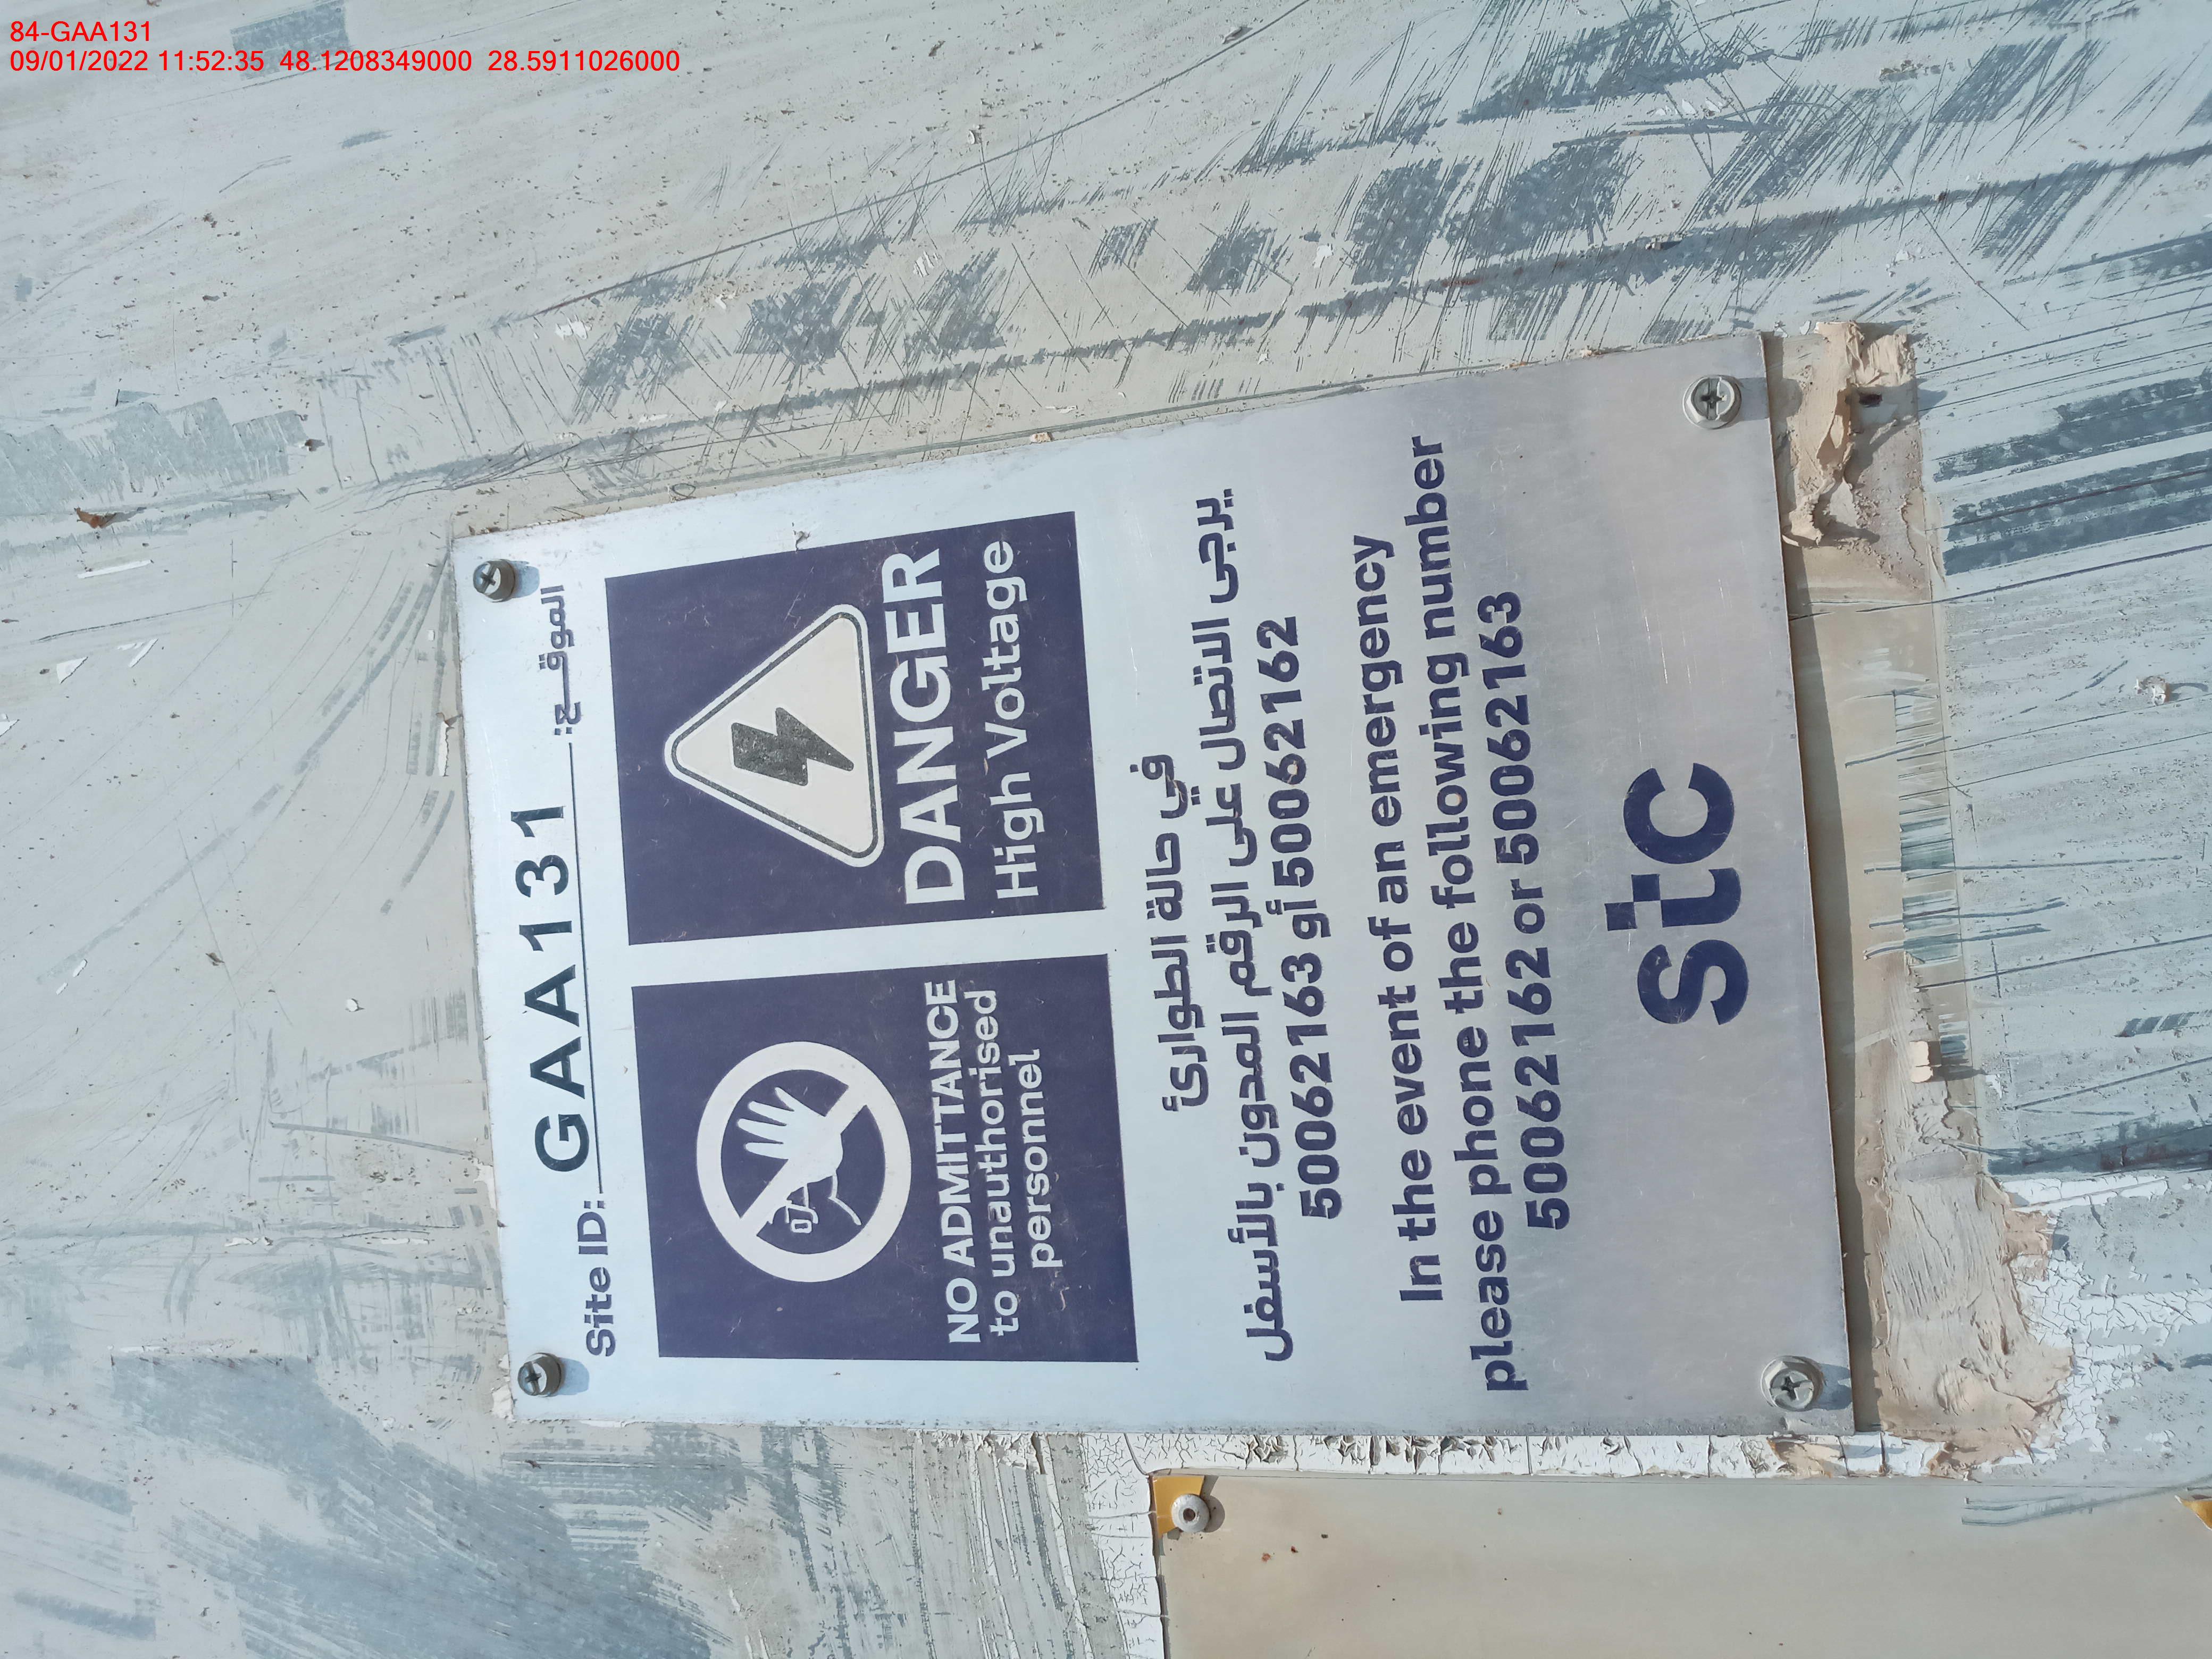 84-GAA131
09/01/2022 11:52:35 48.1208349000 28.5911026000
Site ID: GAA131 الموقـــع:
NO ADMITTANCE
to unauthorised
personnel
DANGER
High Voltage
في حالة الطوارئ
يرجى الاتصال على الرقم المدون بالأسفل
50062162 أو 50062163
In the event of an emergency
please phone the following number
50062162 or 50062163
stc